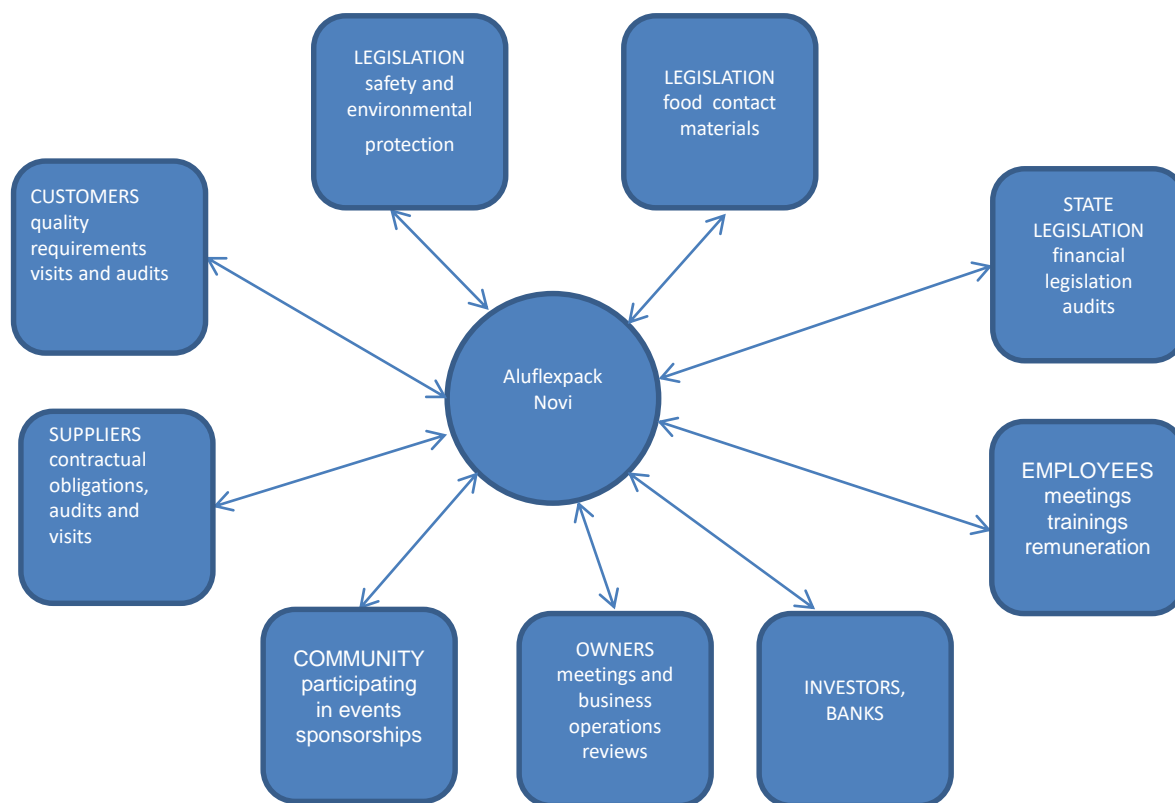 LEGISLATION
safety and
environmental
protection
LEGISLATION
food contact
materials
CUSTOMERS
quality
requirements
visits and audits
STATE
LEGISLATION
financial
legislation
audits
Aluflexpack
Novi
SUPPLIERS
contractual
obligations,
audits and
visits
EMPLOYEES
meetings
trainings
remuneration
COMMUNITY
participating
in events
sponsorships
OWNERS
meetings and
business
operations
reviews
INVESTORS,
BANKS